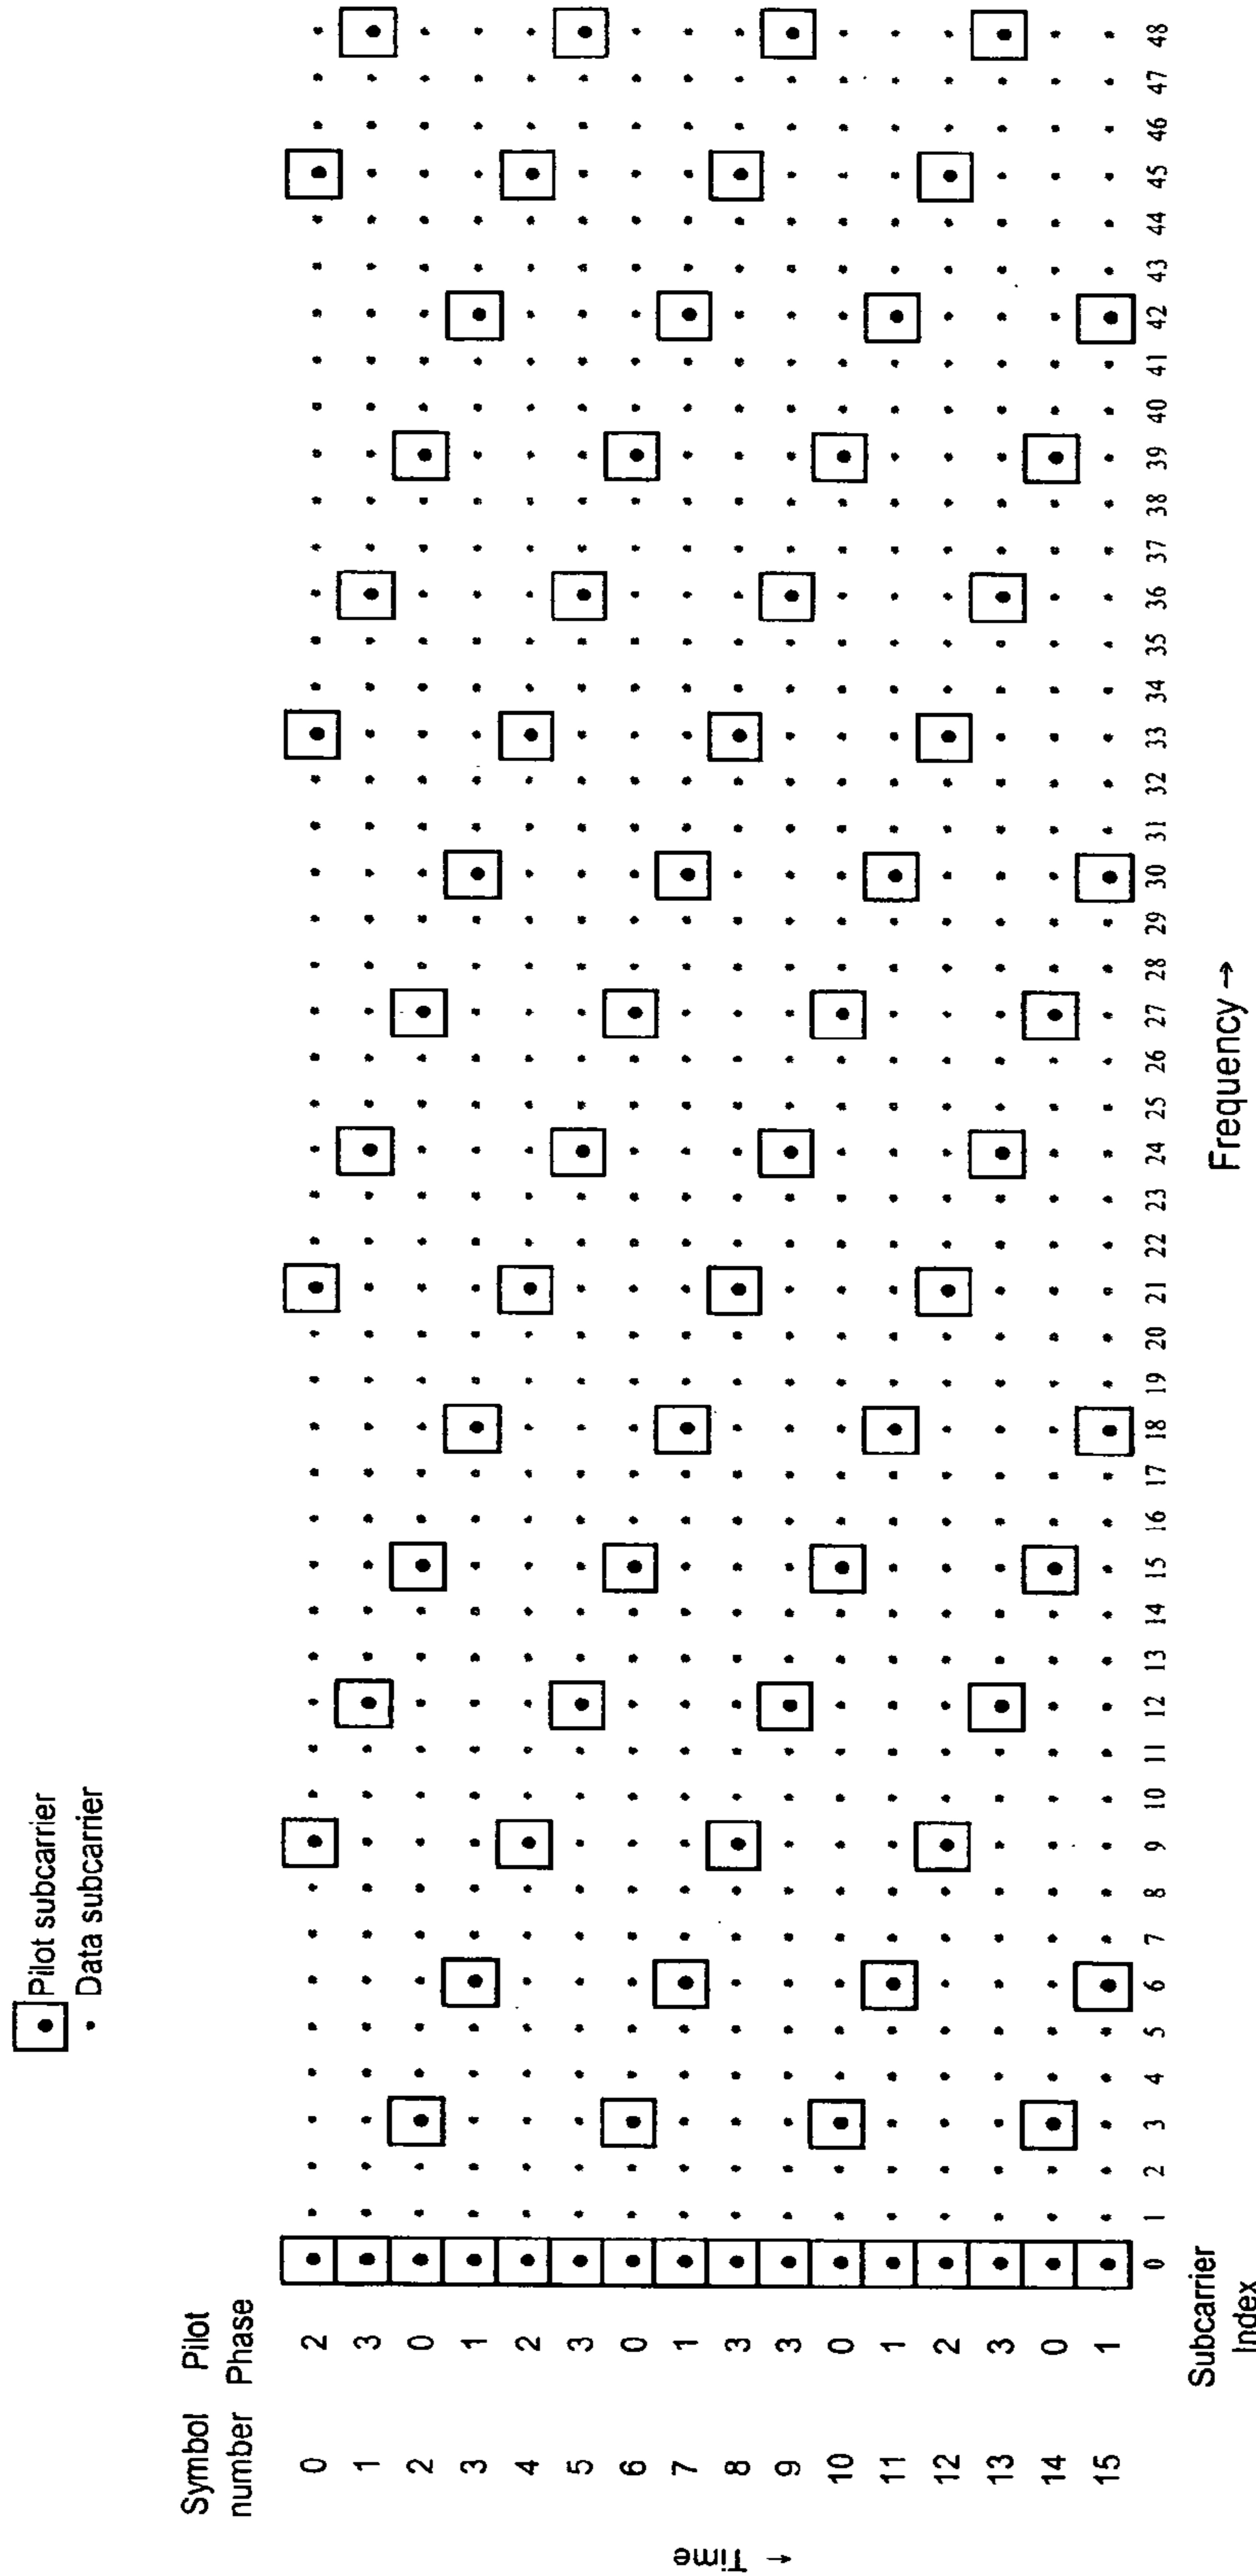 Pilot subcarrier
Data subcarrier
Symbol number Pilot Phase
0 2
1 3
2 0
3 1
4 2
5 3
6 0
7 1
8 3
9 3
10 0
11 1
12 2
13 3
14 0
15 1
Time →
Subcarrier Index
0 1 2 3 4 5 6 7 8 9 10 11 12 13 14 15 16 17 18 19 20 21 22 23 24 25 26 27 28 29 30 31 32 33 34 35 36 37 38 39 40 41 42 43 44 45 46 47 48
Frequency →